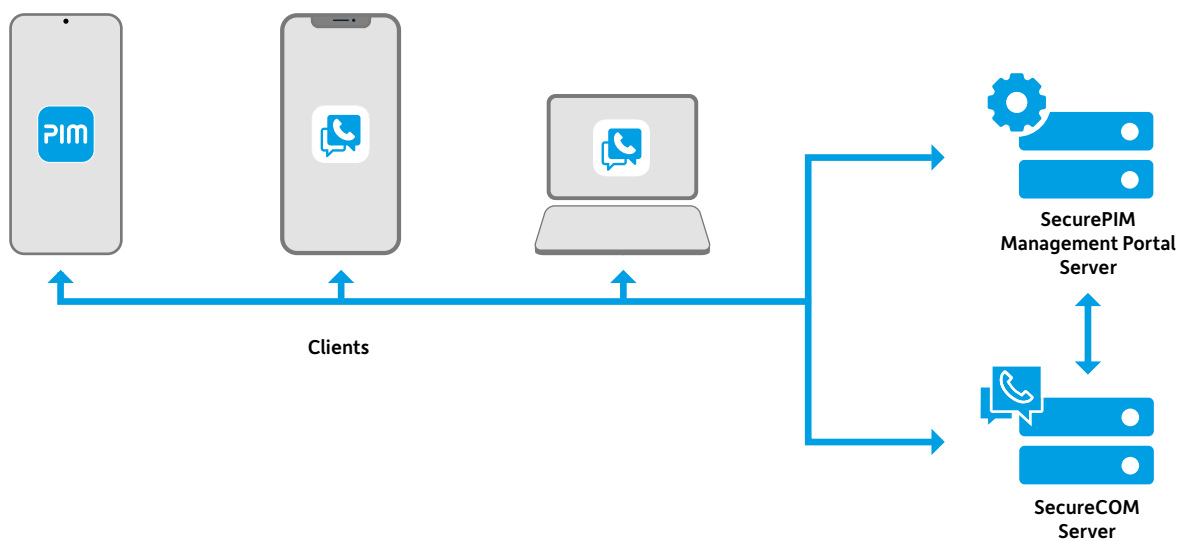 PIM
SecurePIM
Management Portal
Server
Clients
SecureCOM
Server